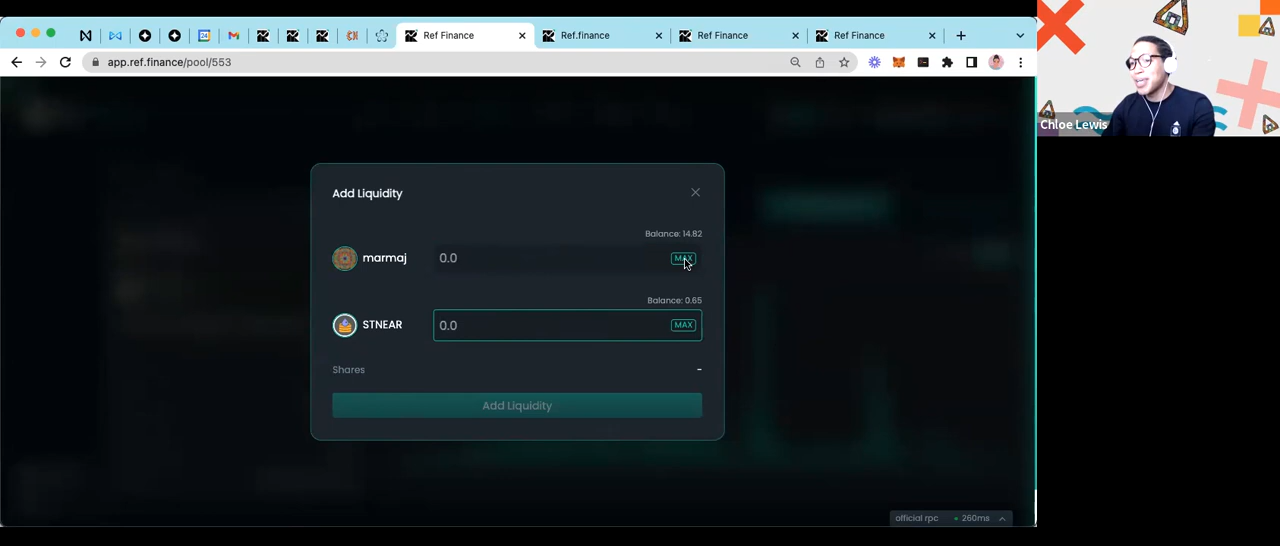 Ref Finance
Ref.finance
Ref Finance
Ref Finance
app.ref.finance/pool/553
Chloe Lewis
Add Liquidity
Balance: 14.82
marmaj
0.0
MAX
Balance: 0.65
STNEAR
0.0
MAX
Shares
-
Add Liquidity
official rpc
260ms